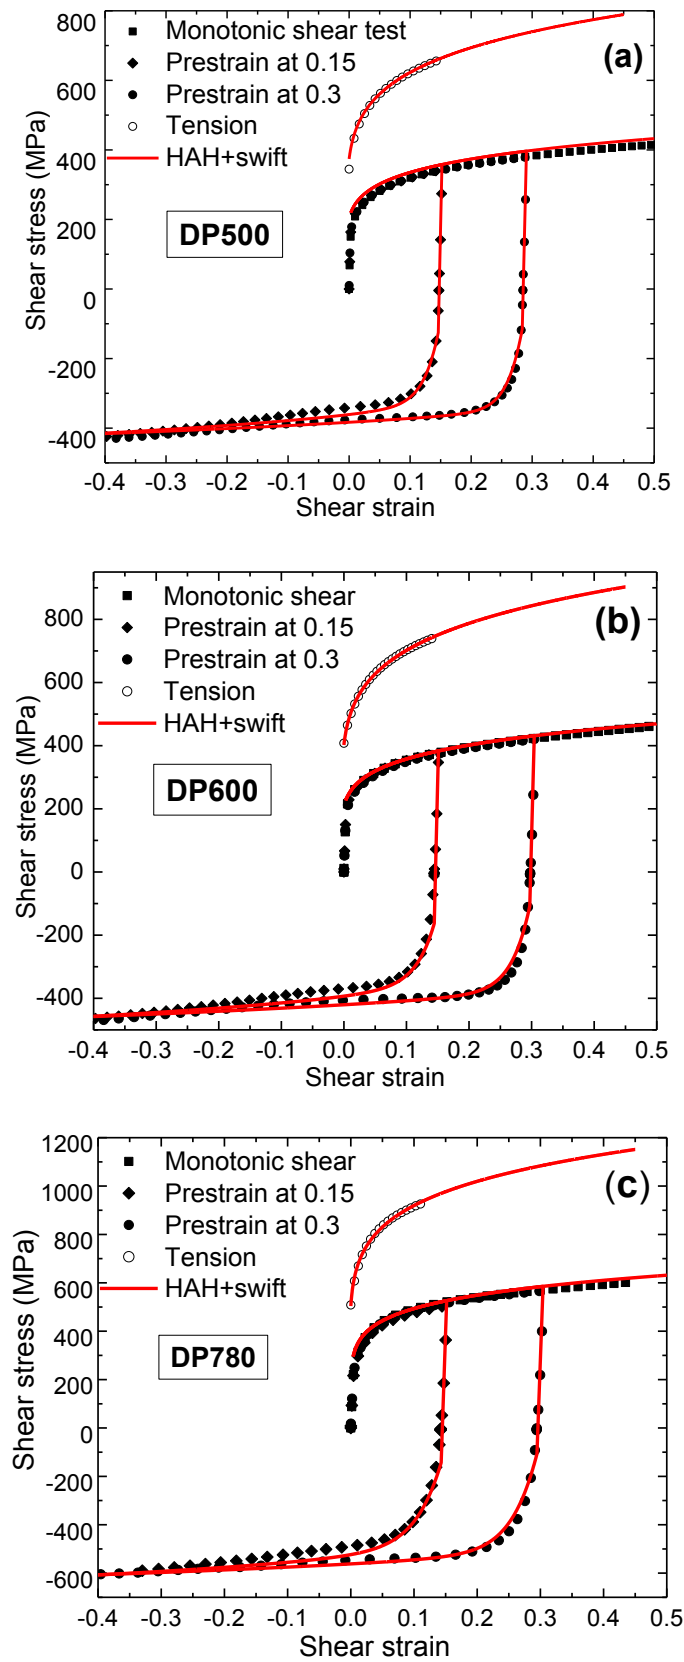 800
600
400
200
0
-200
-400
Shear stress (MPa)
Monotonic shear test
Prestrain at 0.15
Prestrain at 0.3
Tension
HAH+swift
(a)
DP500
-0.4 -0.3 -0.2 -0.1 0.0 0.1 0.2 0.3 0.4 0.5
Shear strain
800
600
400
200
0
-200
-400
Shear stress (MPa)
Monotonic shear
Prestrain at 0.15
Prestrain at 0.3
Tension
HAH+swift
(b)
DP600
-0.4 -0.3 -0.2 -0.1 0.0 0.1 0.2 0.3 0.4 0.5
Shear strain
1200
1000
800
600
400
200
0
-200
-400
-600
Shear stress (MPa)
Monotonic shear
Prestrain at 0.15
Prestrain at 0.3
Tension
HAH+swift
(c)
DP780
-0.4 -0.3 -0.2 -0.1 0.0 0.1 0.2 0.3 0.4 0.5
Shear strain